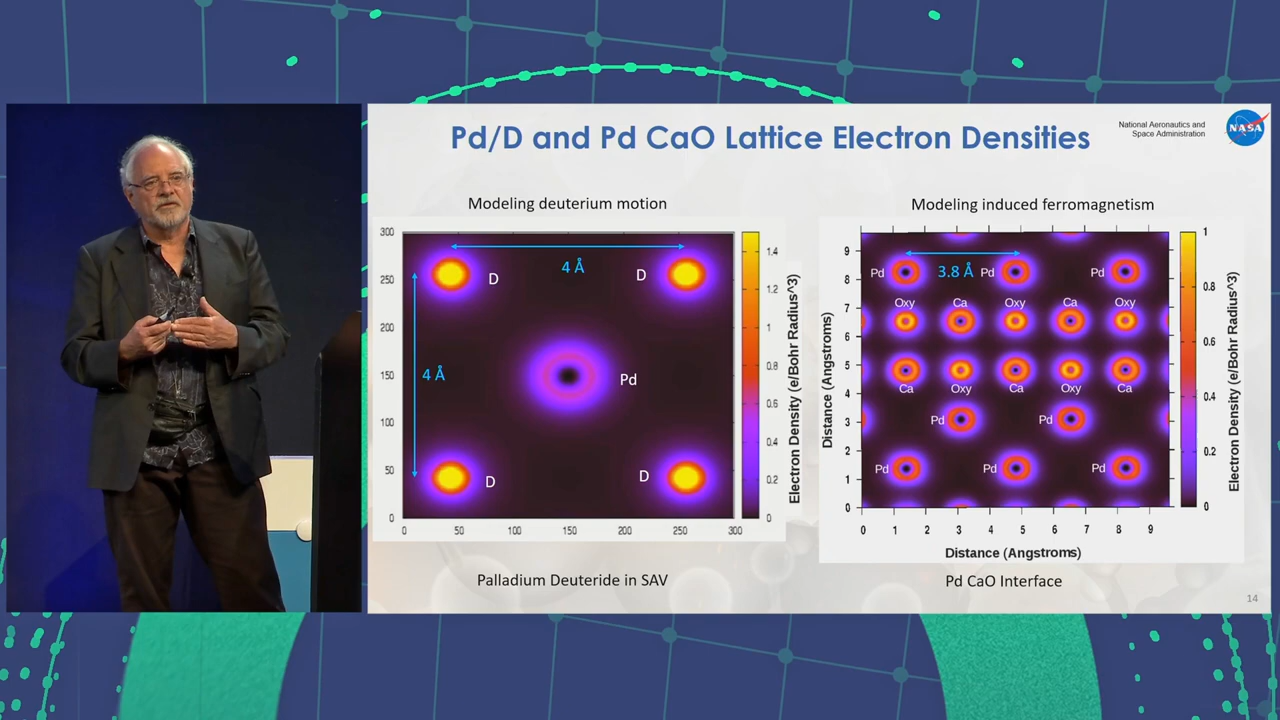 Pd/D and Pd CaO Lattice Electron Densities
National Aeronautics and
Space Administration
NASA
Modeling deuterium motion
300
250
200
150
100
50
0
0
50
100
150
200
250
300
4 Å
4 Å
D
D
Pd
D
D
1.4
1.2
1
0.8
0.6
0.4
0.2
0
Electron Density (e/Bohr Radius^3)
Palladium Deuteride in SAV
Modeling induced ferromagnetism
Distance (Angstroms)
9
8
7
6
5
4
3
2
1
0
3.8 Å
Pd
Pd
Pd
Oxy
Ca
Oxy
Ca
Oxy
Ca
Oxy
Ca
Oxy
Ca
Pd
Pd
Pd
Pd
Pd
0
1
2
3
4
5
6
7
8
9
Distance (Angstroms)
1
0.8
0.6
0.4
0.2
0
Electron Density (e/Bohr Radius^3)
Pd CaO Interface
14